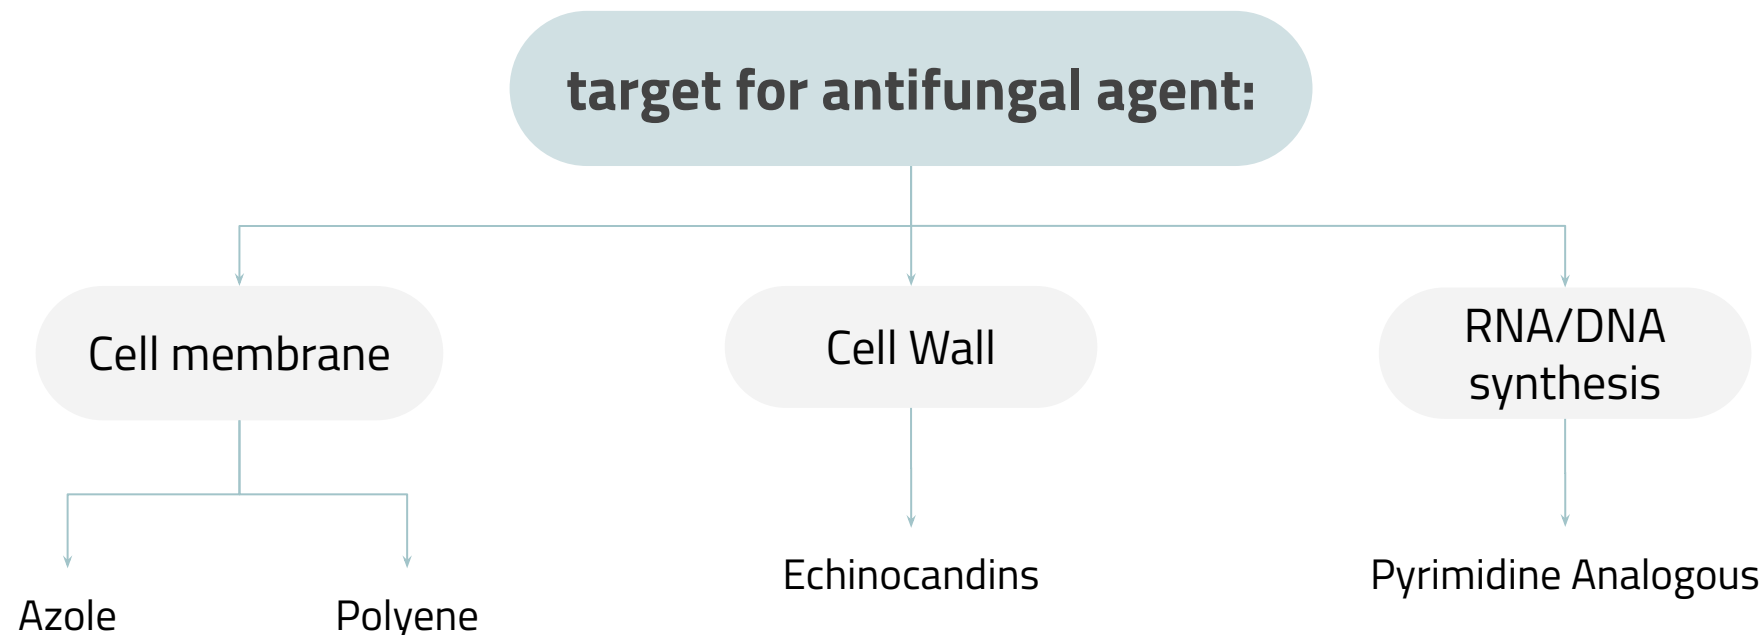 target for antifungal agent:
Cell membrane
Cell Wall
RNA/DNA
synthesis
Azole
Polyene
Echinocandins
Pyrimidine Analogous